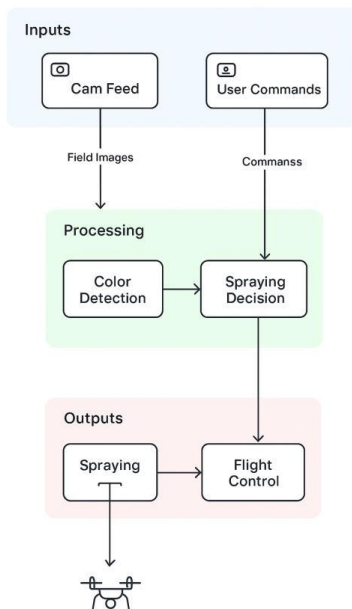 Inputs
Cam Feed
User Commands
Field Images
Commanss
Processing
Color
Detection
Spraying
Decision
Outputs
Spraying
Flight
Control